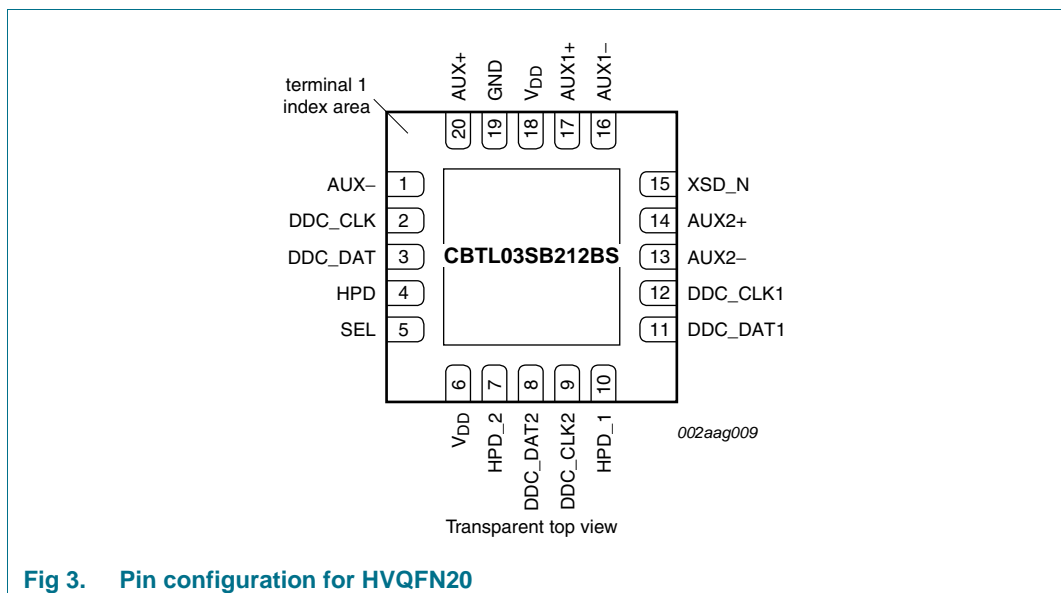 terminal 1
index area
AUX+
GND
VDD
AUX1+
AUX1−
20
19
18
17
16
AUX− 1
DDC_CLK 2
DDC_DAT 3
HPD 4
SEL 5
CBTL03SB212BS
15 XSD_N
14 AUX2+
13 AUX2−
12 DDC_CLK1
11 DDC_DAT1
6
7
8
9
10
VDD
HPD_2
DDC_DAT2
DDC_CLK2
HPD_1
002aag009
Transparent top view
Fig 3. Pin configuration for HVQFN20